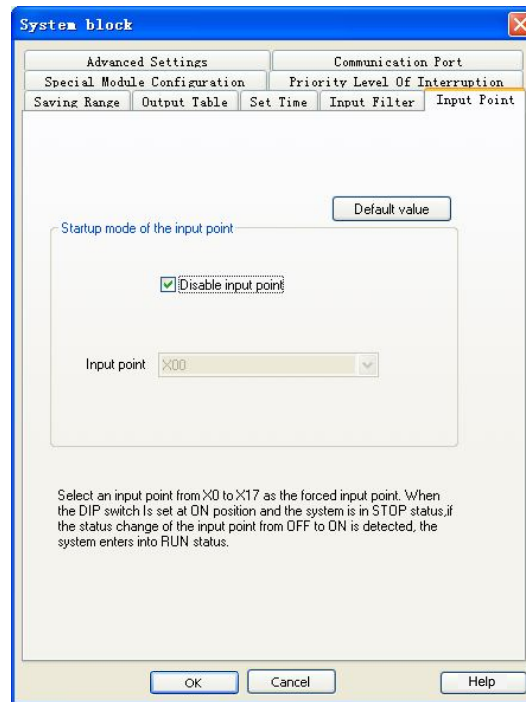 System block
Advanced Settings Communication Port
Special Module Configuration Priority Level Of Interruption
Saving Range Output Table Set Time Input Filter Input Point
Default value
Startup mode of the input point
Disable input point
Input point X00
Select an input point from X0 to X17 as the forced input point. When
the DIP switch Is set at ON position and the system is in STOP status,if
the status change of the input point from OFF to ON is detected, the
system enters into RUN status.
OK Cancel Help